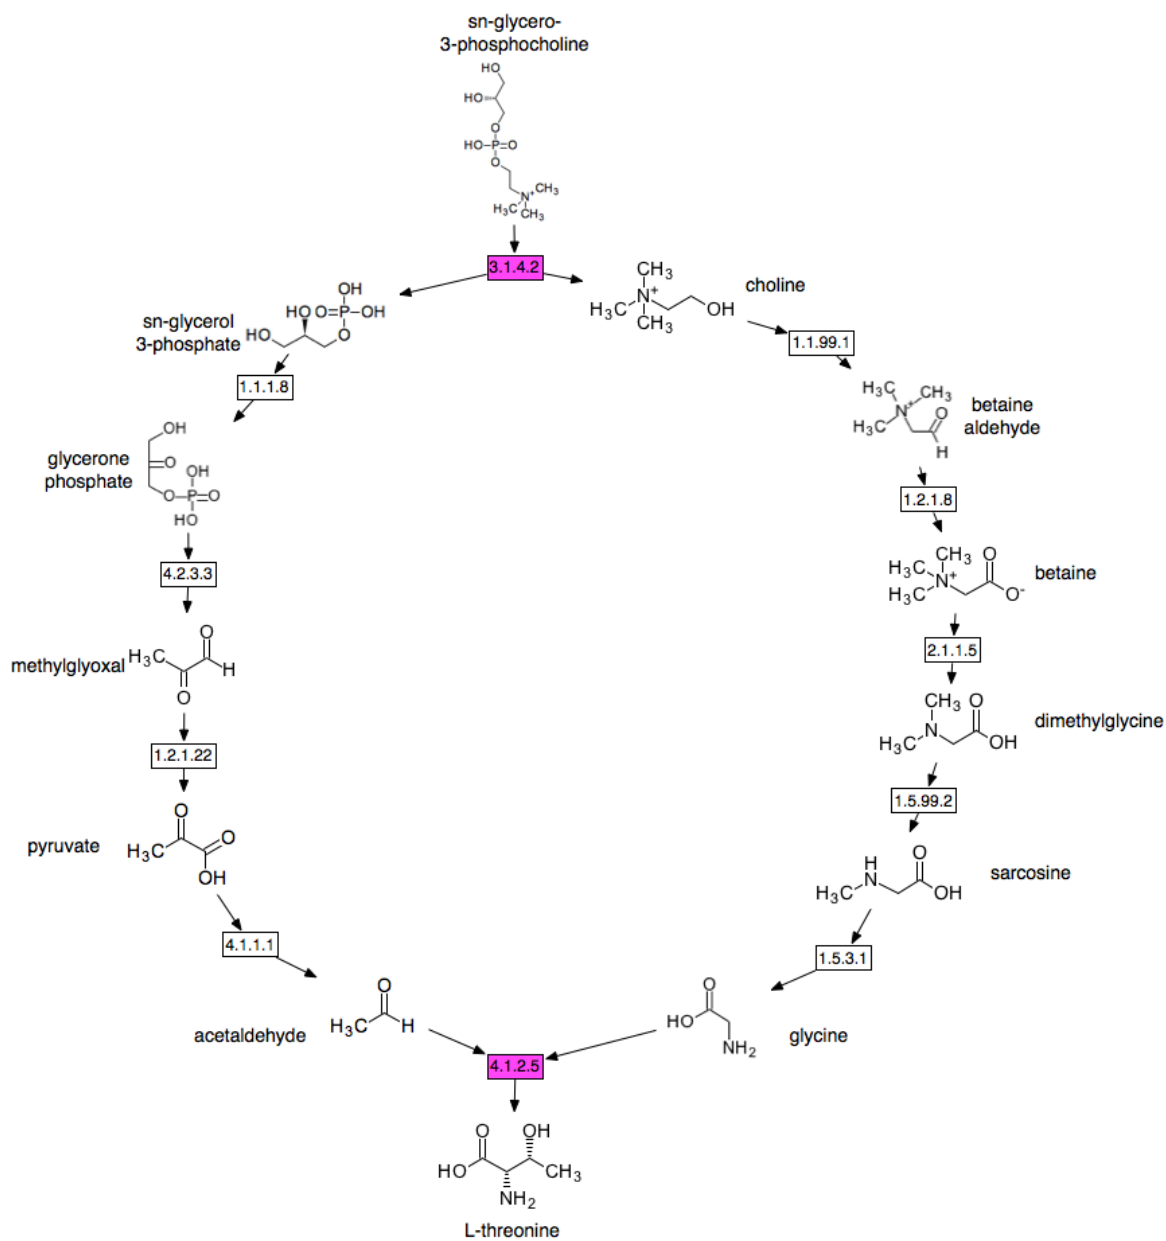 sn-glycero-
3-phosphocholine
HO
HO
O
HO-P=O
O
N+ CH3
H3C CH3
3.1.4.2
sn-glycerol
3-phosphate
OH
HO O=P-OH
HO O
CH3
N+
H3C OH
CH3
choline
1.1.99.1
1.1.1.8
H3C CH3
N+ O
H3C
H
betaine
aldehyde
glycerone
phosphate
OH
O
OH
O-P=O
HO
1.2.1.8
4.2.3.3
CH3 O
H3C N+
H3C O-
betaine
2.1.1.5
methylglyoxal
O
H3C H
O
CH3 O
N
H3C OH
dimethylglycine
1.2.1.22
1.5.99.2
pyruvate
O
H3C O
OH
H O
N
H3C OH
sarcosine
4.1.1.1
1.5.3.1
acetaldehyde
O
H3C H
O
HO
NH2
glycine
4.1.2.5
O OH
HO CH3
NH2
L-threonine